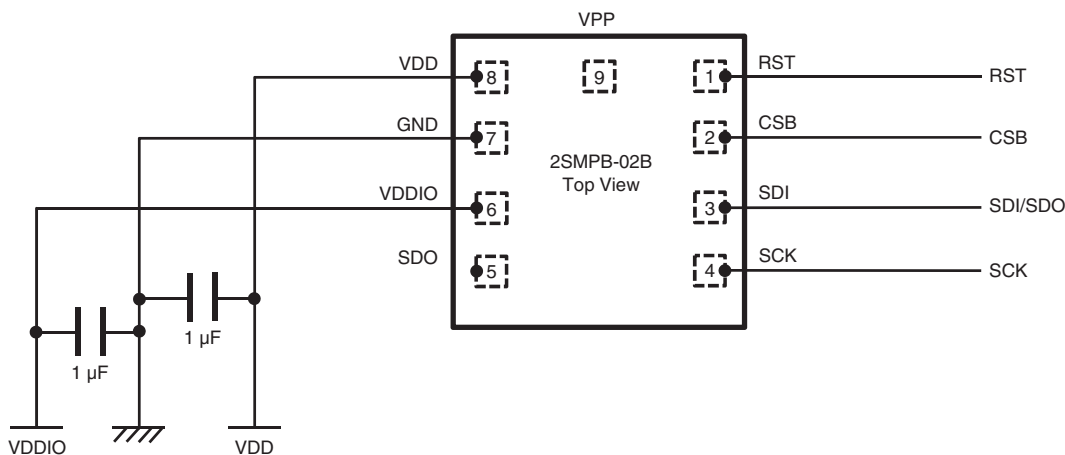 VPP
VDD
8
9
1
RST
RST
GND
7
2
CSB
CSB
2SMPB-02B
Top View
VDDIO
6
3
SDI
SDI/SDO
SDO
5
4
SCK
SCK
1 µF
1 µF
VDDIO
VDD